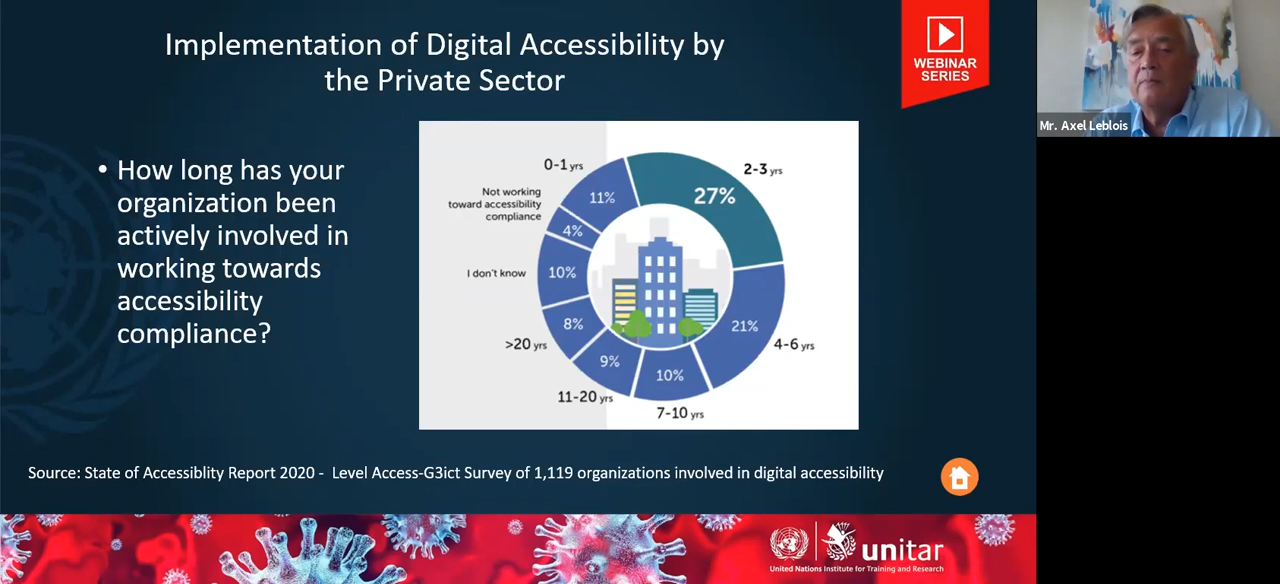 Implementation of Digital Accessibility by
the Private Sector
WEBINAR
SERIES
Mr. Axel Leblois
• How long has your
organization been
actively involved in
working towards
accessibility
compliance?
0-1 yrs
11%
2-3 yrs
27%
Not working
toward accessibility
compliance
4%
I don't know
10%
>20 yrs
8%
21%
4-6 yrs
9%
11-20 yrs
10%
7-10 yrs
Source: State of Accessiblity Report 2020 - Level Access-G3ict Survey of 1,119 organizations involved in digital accessibility
unitar
United Nations Institute for Training and Research